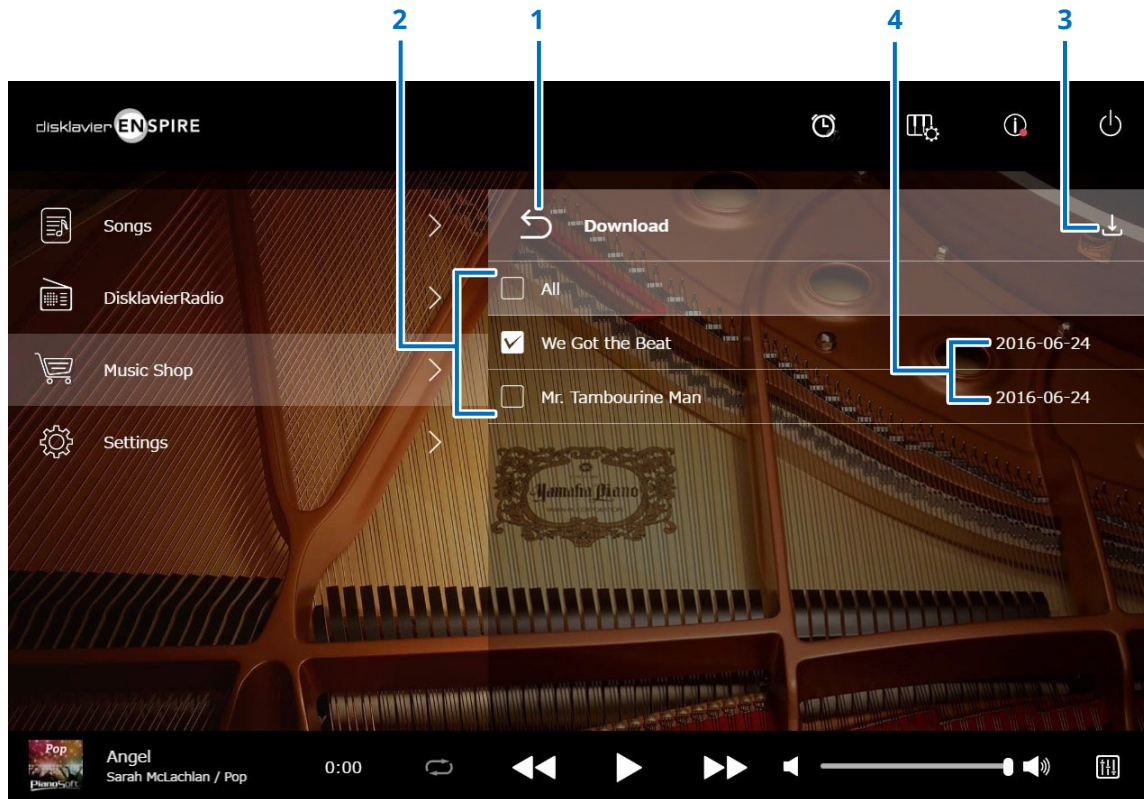 2
1
4
3
disklavier ENSPIRE
Songs
DisklavierRadio
Music Shop
Settings
Download
All
We Got the Beat
2016-06-24
Mr. Tambourine Man
2016-06-24
Yamaha Piano
Pop
PianoSoft
Angel
Sarah McLachlan / Pop
0:00